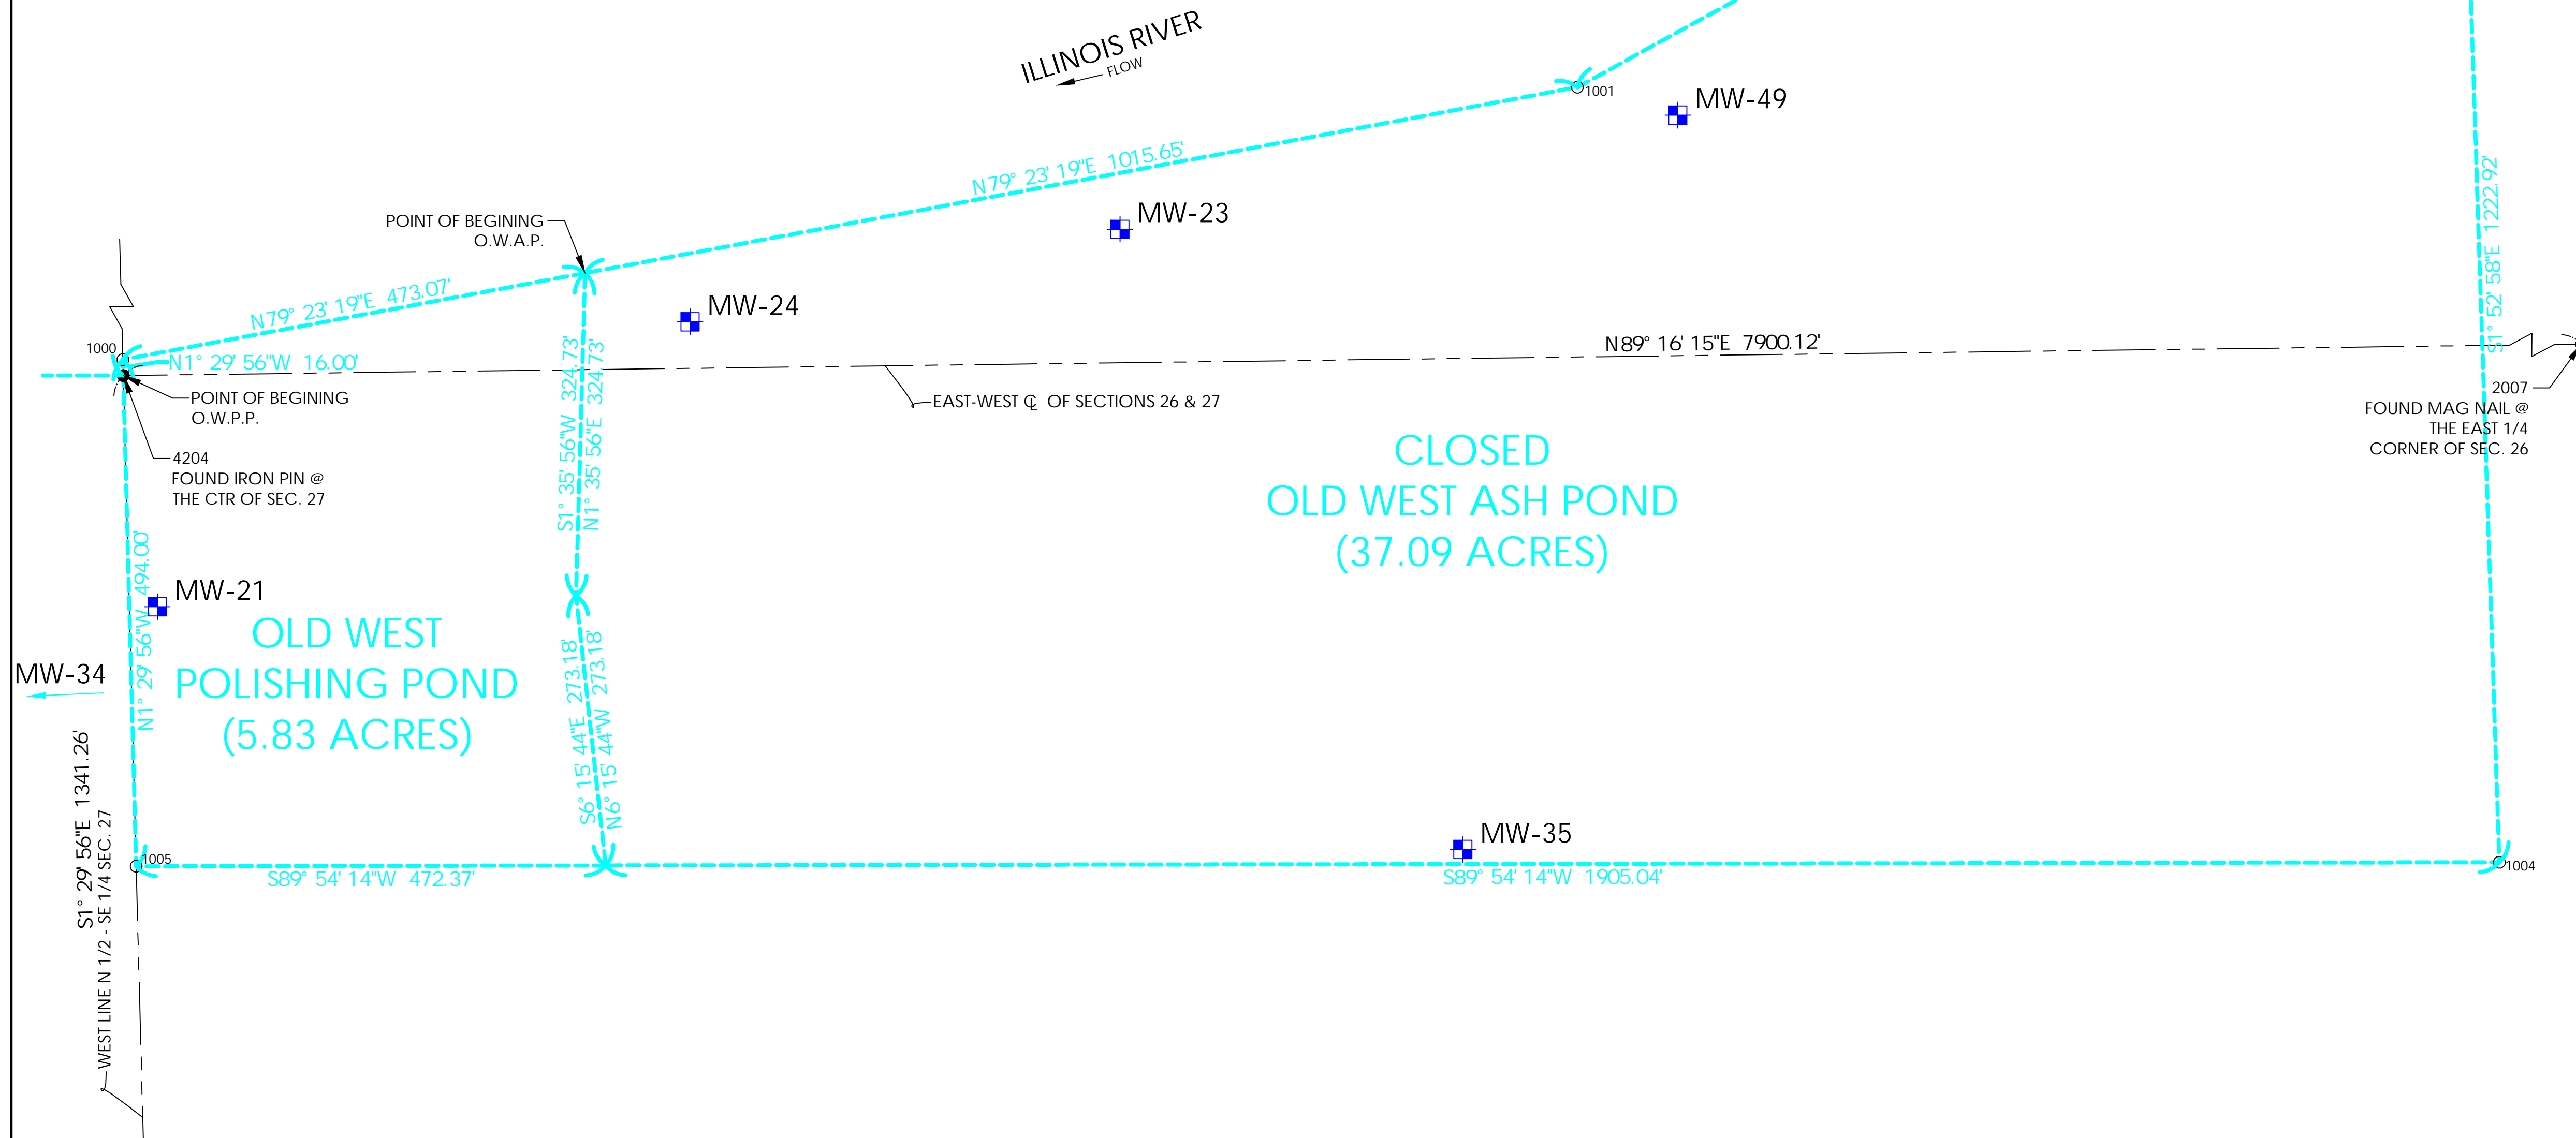 ILLINOIS RIVER
FLOW
1001
MW-49
N79° 23' 19"E 1015.65'
MW-23
POINT OF BEGINING
O.W.A.P.
N79° 23' 19"E 473.07'
MW-24
S1° 52' 58"E 1222.92'
1000
N1° 29' 56"W 16.00'
N89° 16' 15"E 7900.12'
POINT OF BEGINING
O.W.P.P.
EAST-WEST ℄ OF SECTIONS 26 & 27
2007
FOUND MAG NAIL @
THE EAST 1/4
CORNER OF SEC. 26
4204
FOUND IRON PIN @
THE CTR OF SEC. 27
S1° 35' 56"W 324.73'
N1° 35' 56"E 324.73'
CLOSED
OLD WEST ASH POND
(37.09 ACRES)
MW-21
N1° 29' 56"W 494.00'
OLD WEST
POLISHING POND
(5.83 ACRES)
MW-34
S6° 15' 44"E 273.18'
N6° 15' 44"W 273.18'
S1° 29' 56"E 1341.26'
WEST LINE N 1/2 - SE 1/4 SEC. 27
MW-35
1005
S89° 54' 14"W 472.37'
S89° 54' 14"W 1905.04'
1004